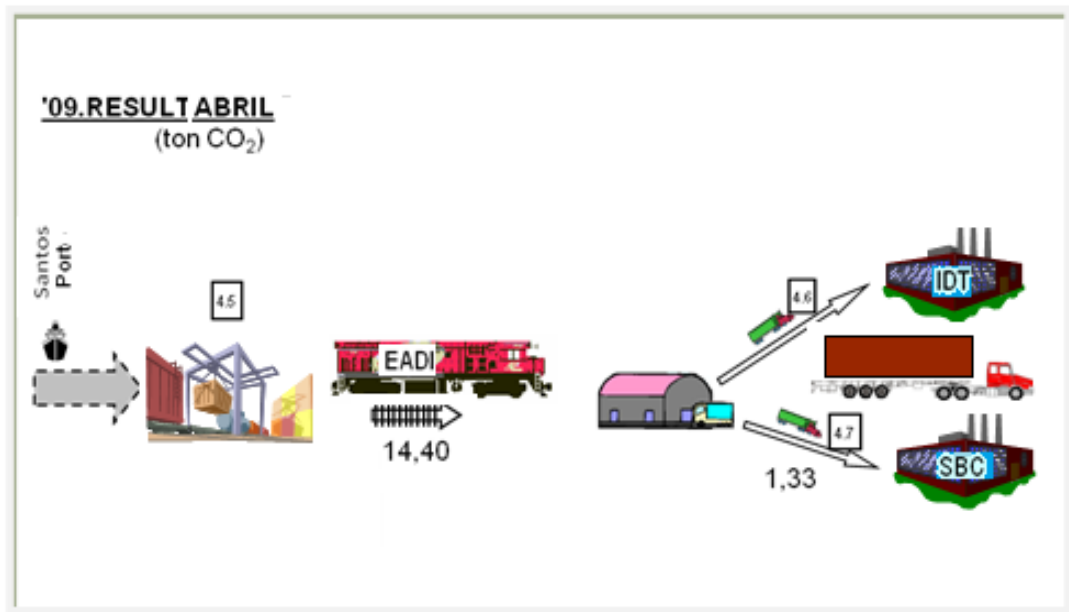 '09.RESULT ABRIL
(ton CO₂)
Santos
Port
4.5
EADI
14,40
4.6
IDT
4.7
SBC
1,33